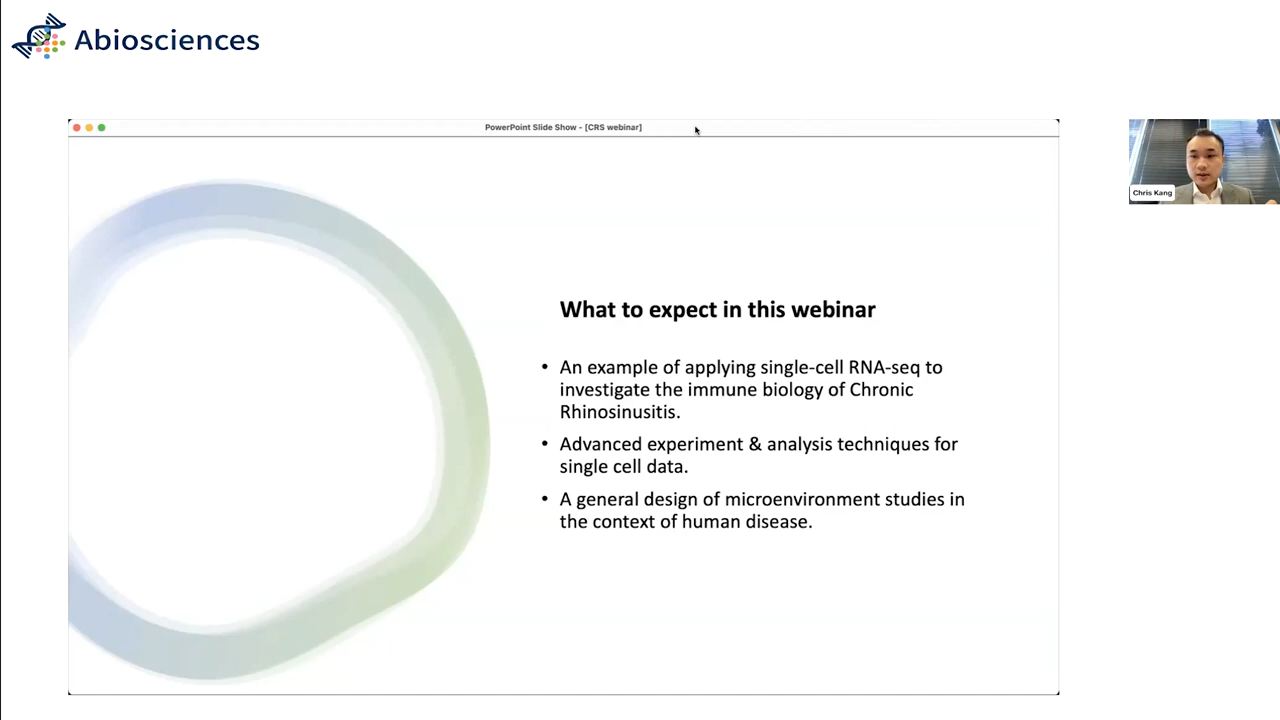 Abiosciences
PowerPoint Slide Show - [CRS webinar]
Chris Kang
What to expect in this webinar
• An example of applying single-cell RNA-seq to
investigate the immune biology of Chronic
Rhinosinusitis.
• Advanced experiment & analysis techniques for
single cell data.
• A general design of microenvironment studies in
the context of human disease.